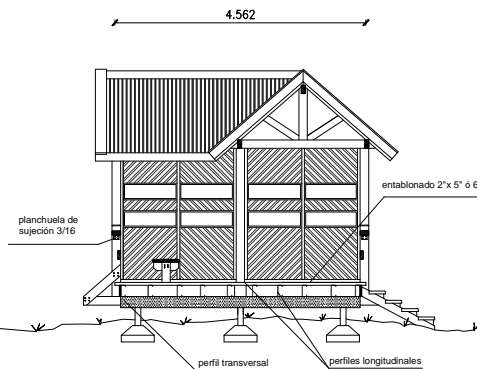 4.562
entablonado 2"x 5" ó 6
planchuela de
sujeción 3/16
perfil transversal
perfiles longitudinales